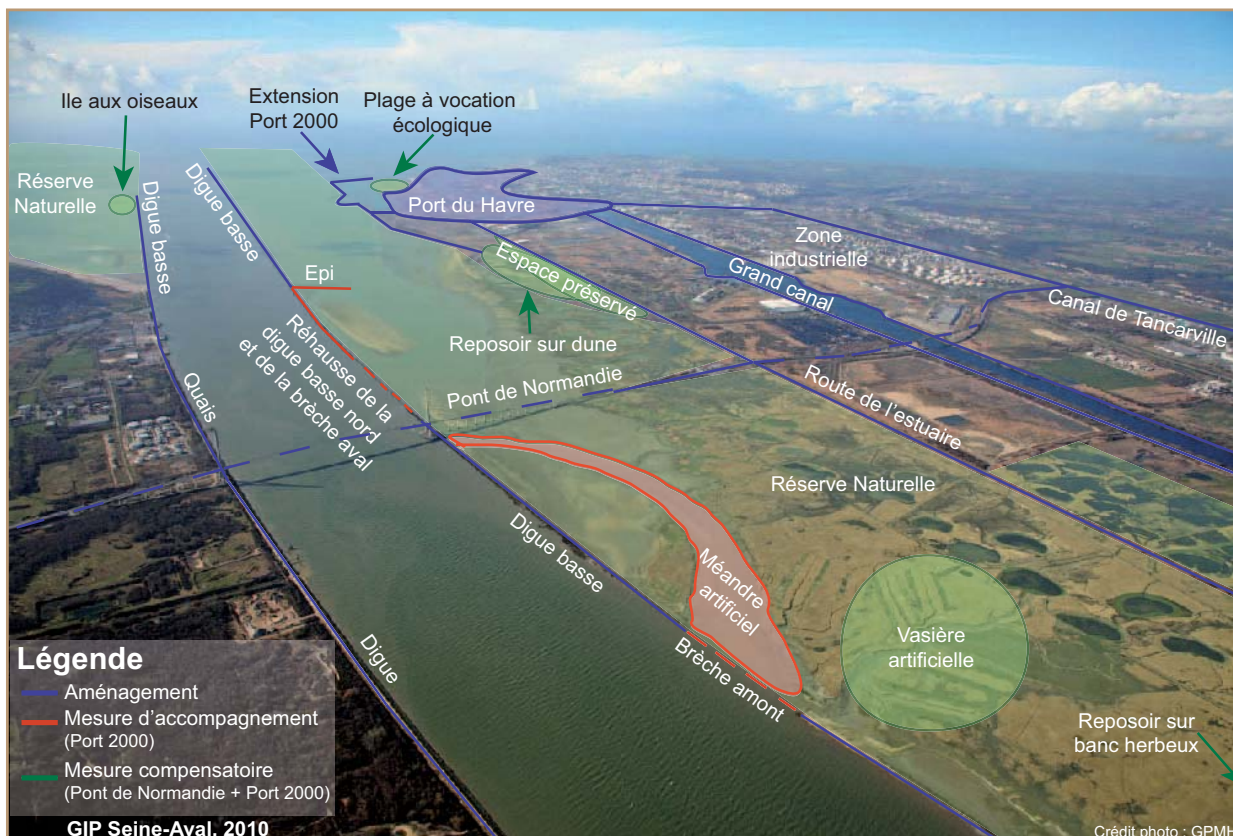 Ile aux oiseaux
Extension
Port 2000
Plage à vocation
écologique
Réserve
Naturelle
Digue basse
Digue basse
Port du Havre
Zone
industrielle
Grand canal
Canal de Tancarville
Epi
Espace préservé
Reposoir sur dune
Réhausse de la
digue basse nord
et de la brèche aval
Pont de Normandie
Route de l'estuaire
Quais
Réserve Naturelle
Digue basse
Méandre
artificiel
Vasière
artificielle
Brèche amont
Digue
Reposoir sur
banc herbeux
Légende
Aménagement
Mesure d'accompagnement
(Port 2000)
Mesure compensatoire
(Pont de Normandie + Port 2000)
GIP Seine-Aval, 2010
Crédit photo : GPMH